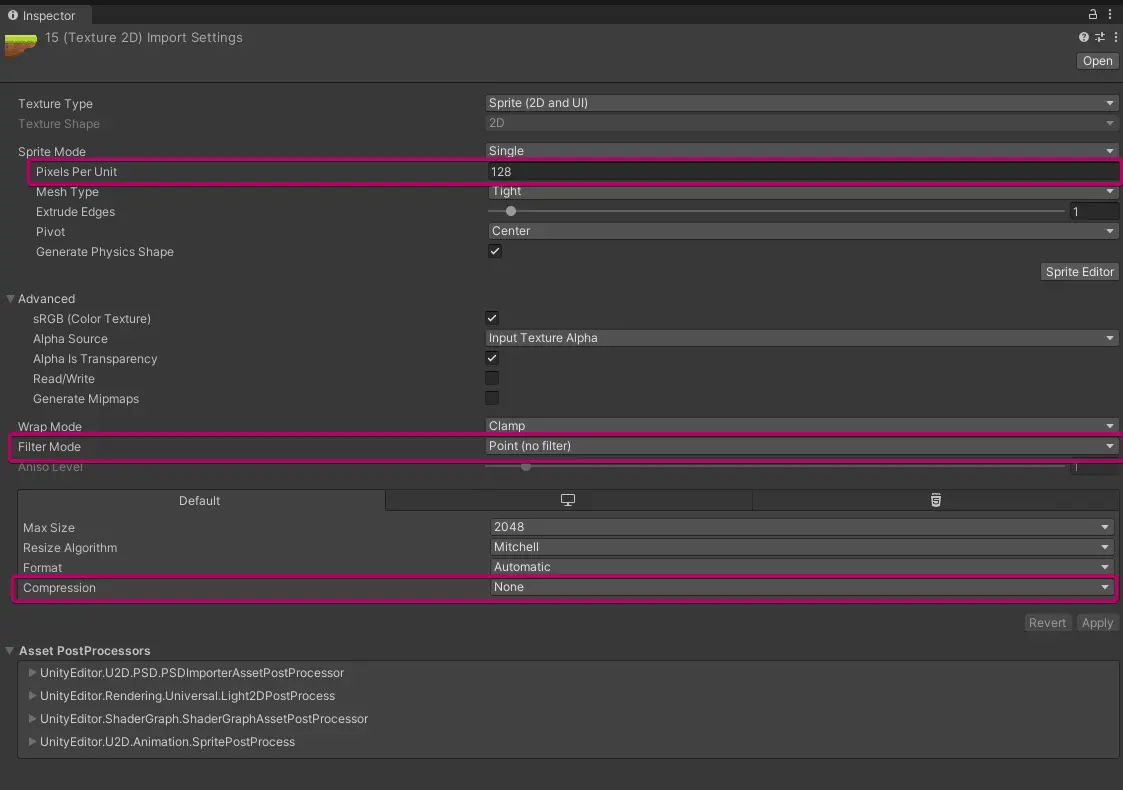 Inspector
15 (Texture 2D) Import Settings
Open
Texture Type Sprite (2D and UI)
Texture Shape 2D
Sprite Mode Single
Pixels Per Unit 128
Mesh Type Tight
Extrude Edges 1
Pivot Center
Generate Physics Shape
Sprite Editor
Advanced
sRGB (Color Texture)
Alpha Source Input Texture Alpha
Alpha Is Transparency
Read/Write
Generate Mipmaps
Wrap Mode Clamp
Filter Mode Point (no filter)
Aniso Level 1
Default
Max Size 2048
Resize Algorithm Mitchell
Format Automatic
Compression None
Revert Apply
Asset PostProcessors
UnityEditor.U2D.PSD.PSDImporterAssetPostProcessor
UnityEditor.Rendering.Universal.Light2DPostProcess
UnityEditor.ShaderGraph.ShaderGraphAssetPostProcessor
UnityEditor.U2D.Animation.SpritePostProcess